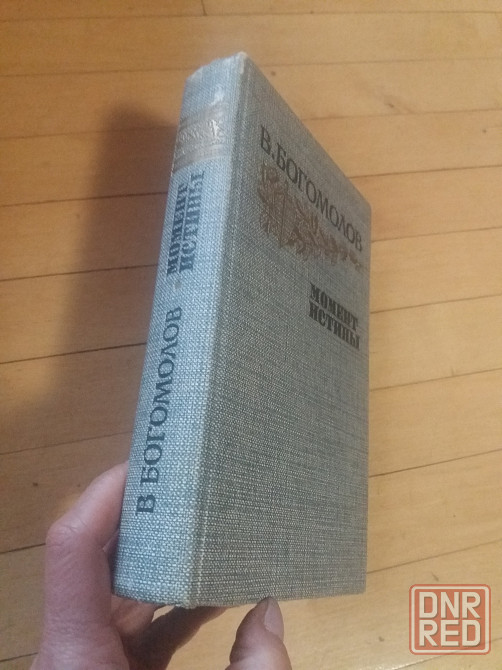 В. БОГОМОЛОВ
МОМЕНТ
ИСТИНЫ
В БОГОМОЛОВ
МОМЕНТ
ИСТИНЫ
DNR
RED